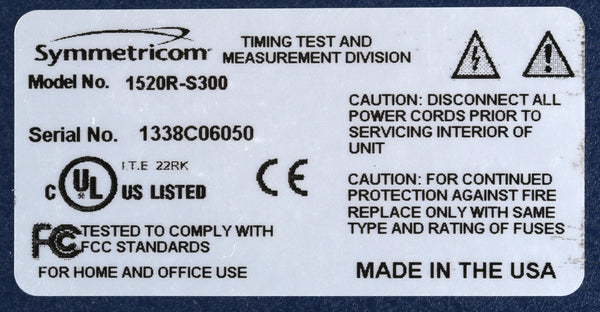 Symmetricom
TIMING TEST AND
MEASUREMENT DIVISION
Model No. 1520R-S300
Serial No. 1338C06050
I.T.E 22RK
C UL US LISTED
CE
FC TESTED TO COMPLY WITH
FCC STANDARDS
FOR HOME AND OFFICE USE
CAUTION: DISCONNECT ALL
POWER CORDS PRIOR TO
SERVICING INTERIOR OF
UNIT
CAUTION: FOR CONTINUED
PROTECTION AGAINST FIRE
REPLACE ONLY WITH SAME
TYPE AND RATING OF FUSES
MADE IN THE USA